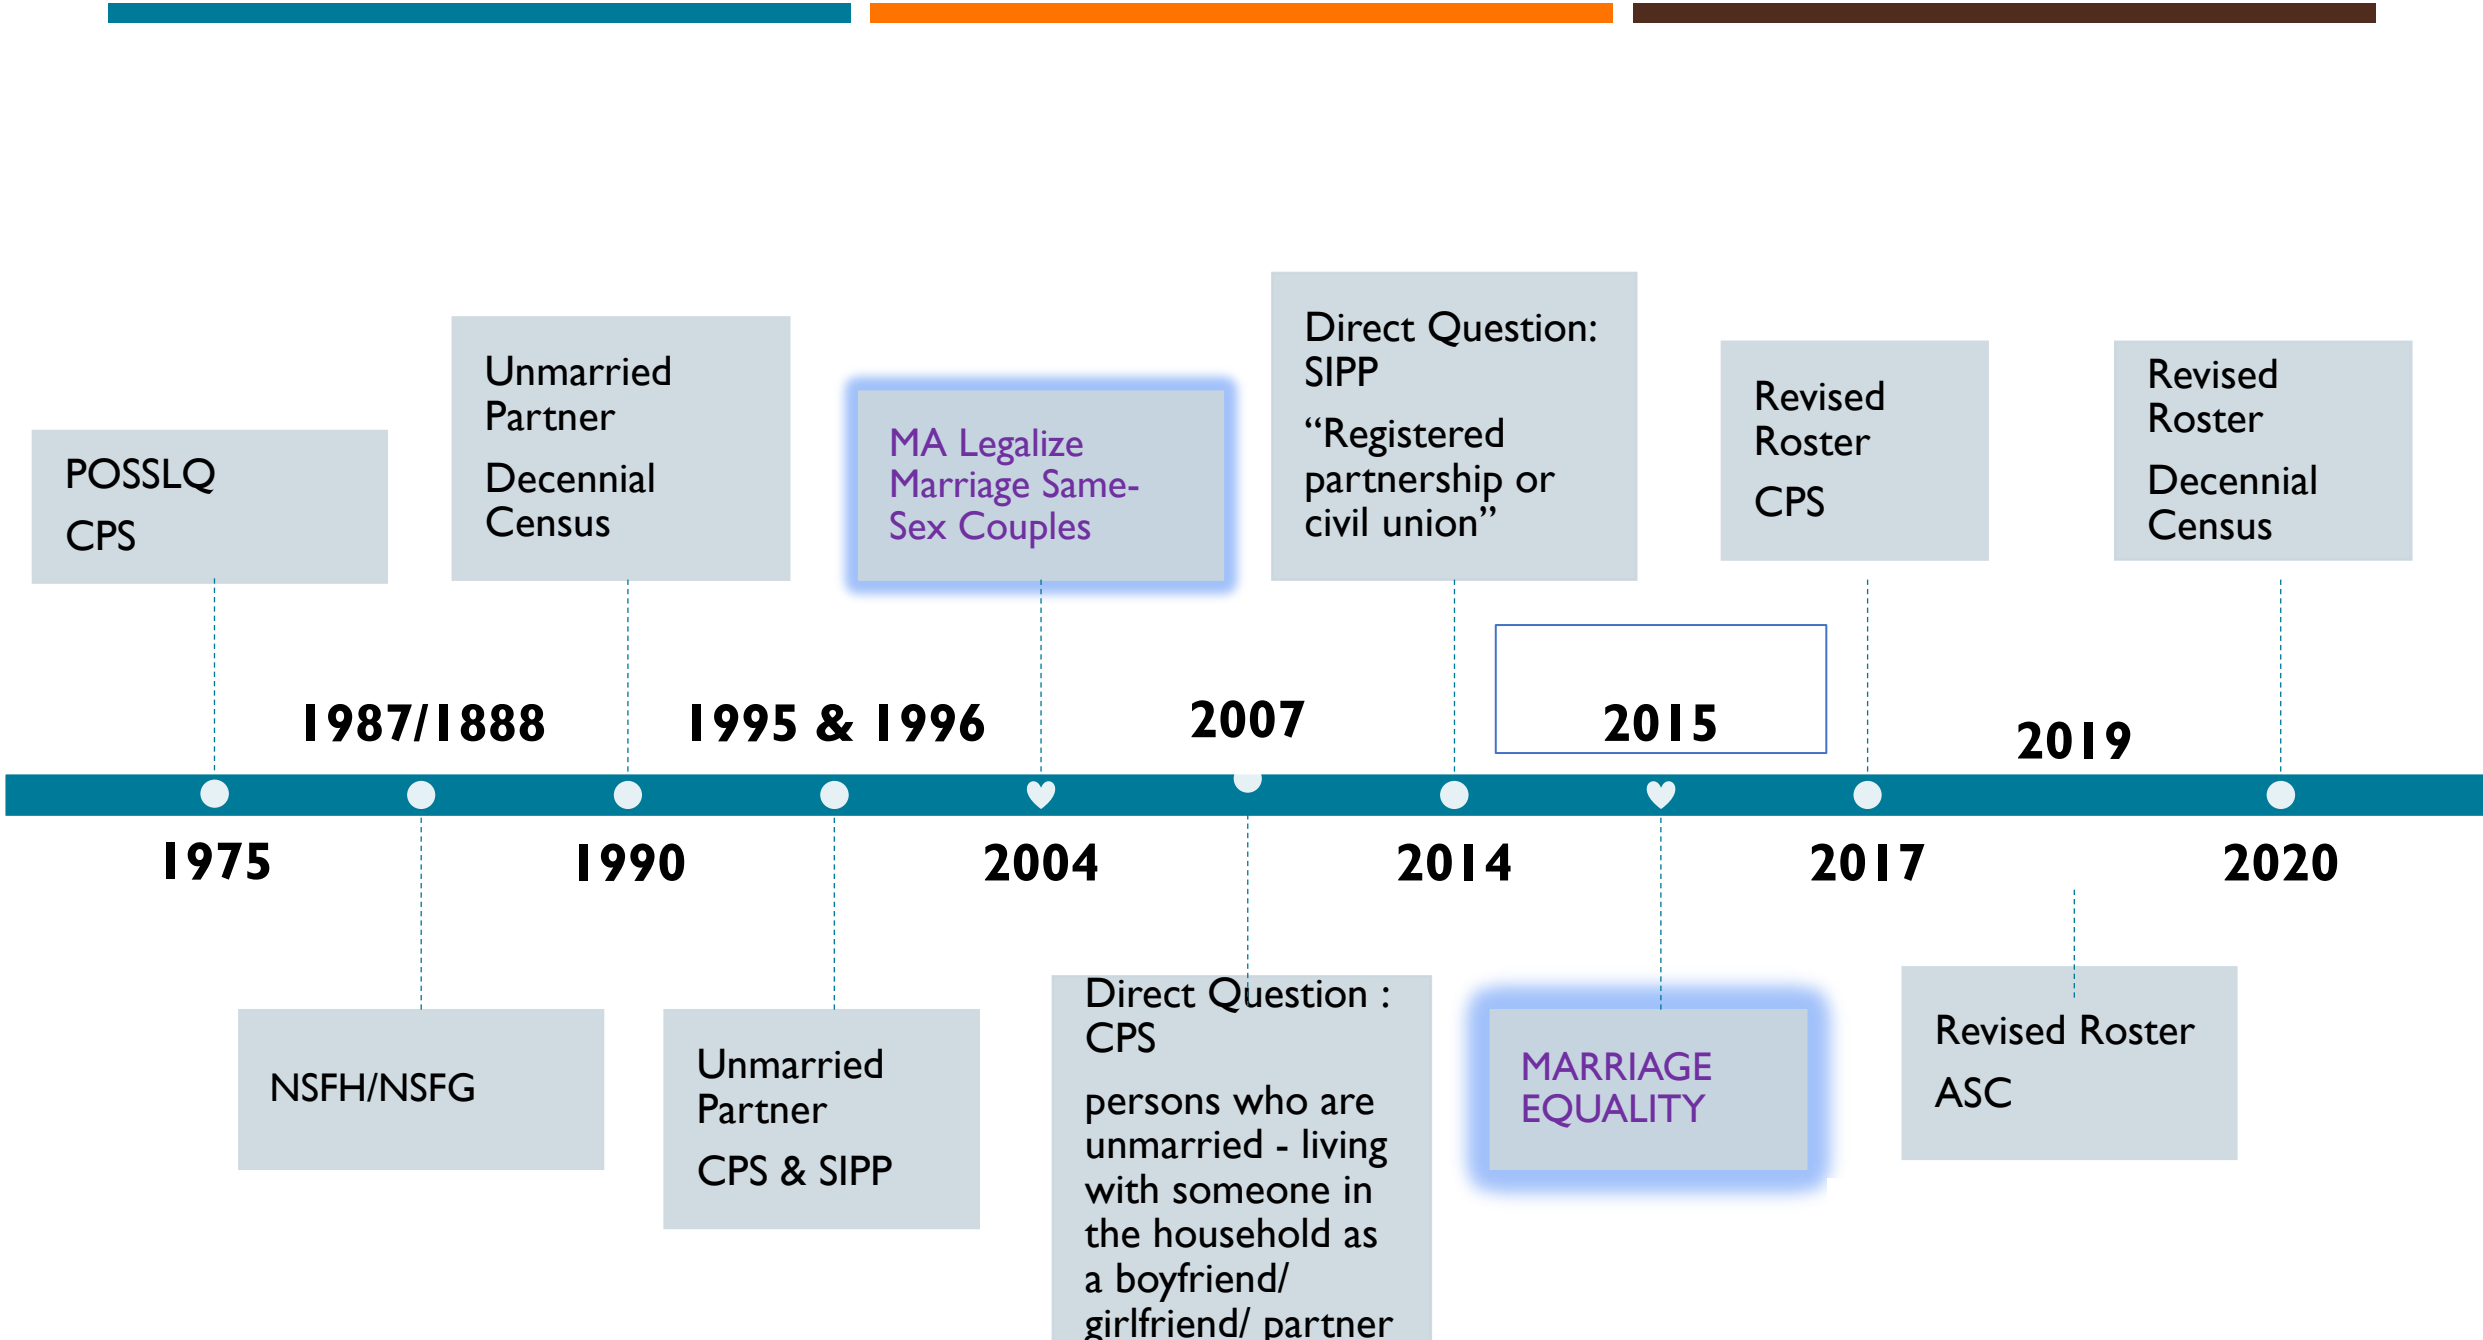 POSSLQ
CPS
Unmarried
Partner
Decennial
Census
MA Legalize
Marriage Same-
Sex Couples
Direct Question:
SIPP
“Registered
partnership or
civil union”
Revised
Roster
CPS
Revised
Roster
Decennial
Census
1987/1888
1995 & 1996
2007
2015
2019
1975
1990
2004
2014
2017
2020
NSFH/NSFG
Unmarried
Partner
CPS & SIPP
Direct Question :
CPS
persons who are
unmarried - living
with someone in
the household as
a boyfriend/
girlfriend/ partner
MARRIAGE
EQUALITY
Revised Roster
ASC